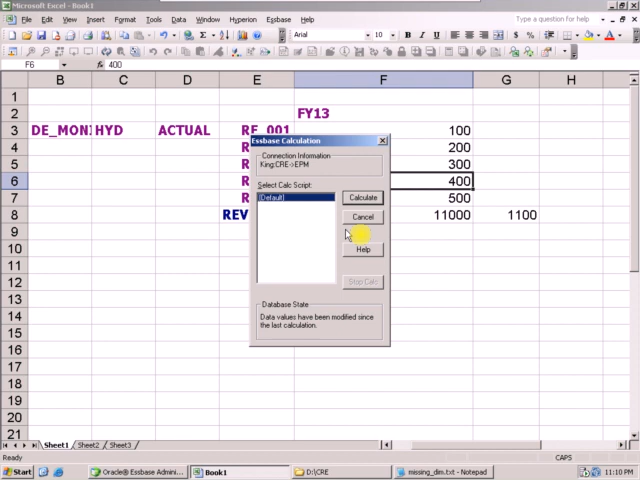 Microsoft Excel - Book1
File Edit View Insert Format Tools Data Window Hyperion Essbase Help
Type a question for help
Arial
10
B I U
$ %
F6
fx 400
B C D E F G H
1
2 FY13
3 HYD ACTUAL RE_001 100
4 200
5 300
6 400
7 500
8 REV 11000 1100
9
10
11
12
13
14
15
16
17
18
19
20
21
Essbase Calculation
Connection Information
King:CRE->EPM
Select Calc Script:
(Default)
Calculate
Cancel
Help
Stop Calc
Database State
Data values have been modified since
the last calculation.
Sheet1 Sheet2 Sheet3
Ready
CAPS
Start
Oracle® Essbase Admini...
Book1
D:\CRE
missing_dim.txt - Notepad
11:10 PM